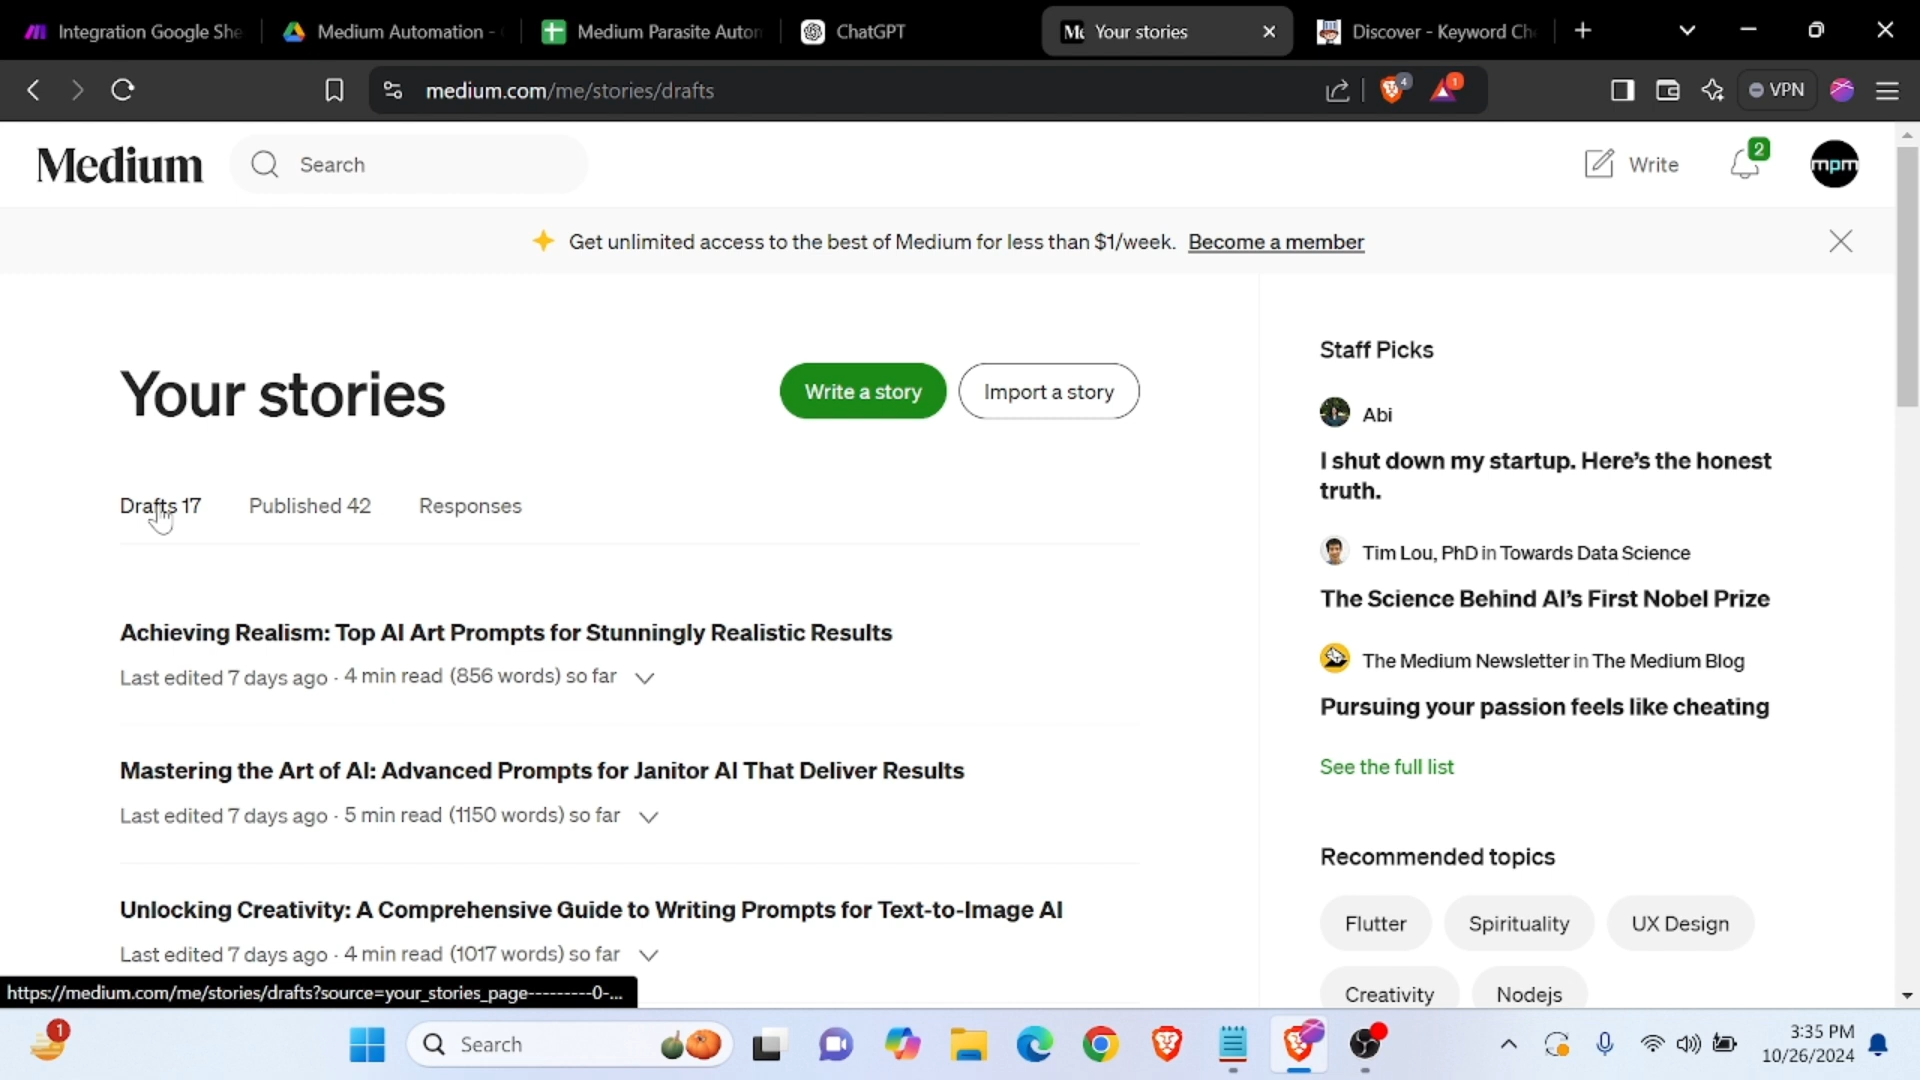 Integration Google She
Medium Automation -
Medium Parasite Auton
ChatGPT
Your stories
Discover - Keyword Ch
medium.com/me/stories/drafts
4
1
VPN
Medium
Search
Write
2
mpm
Get unlimited access to the best of Medium for less than $1/week. Become a member
Your stories
Write a story
Import a story
Drafts 17
Published 42
Responses
Achieving Realism: Top AI Art Prompts for Stunningly Realistic Results
Last edited 7 days ago · 4 min read (856 words) so far
Mastering the Art of AI: Advanced Prompts for Janitor AI That Deliver Results
Last edited 7 days ago · 5 min read (1150 words) so far
Unlocking Creativity: A Comprehensive Guide to Writing Prompts for Text-to-Image AI
Last edited 7 days ago · 4 min read (1017 words) so far
Staff Picks
Abi
I shut down my startup. Here's the honest
truth.
Tim Lou, PhD in Towards Data Science
The Science Behind AI's First Nobel Prize
The Medium Newsletter in The Medium Blog
Pursuing your passion feels like cheating
See the full list
Recommended topics
Flutter
Spirituality
UX Design
Creativity
Nodejs
https://medium.com/me/stories/drafts?source=your_stories_page---------0-...
1
Search
3:35 PM
10/26/2024